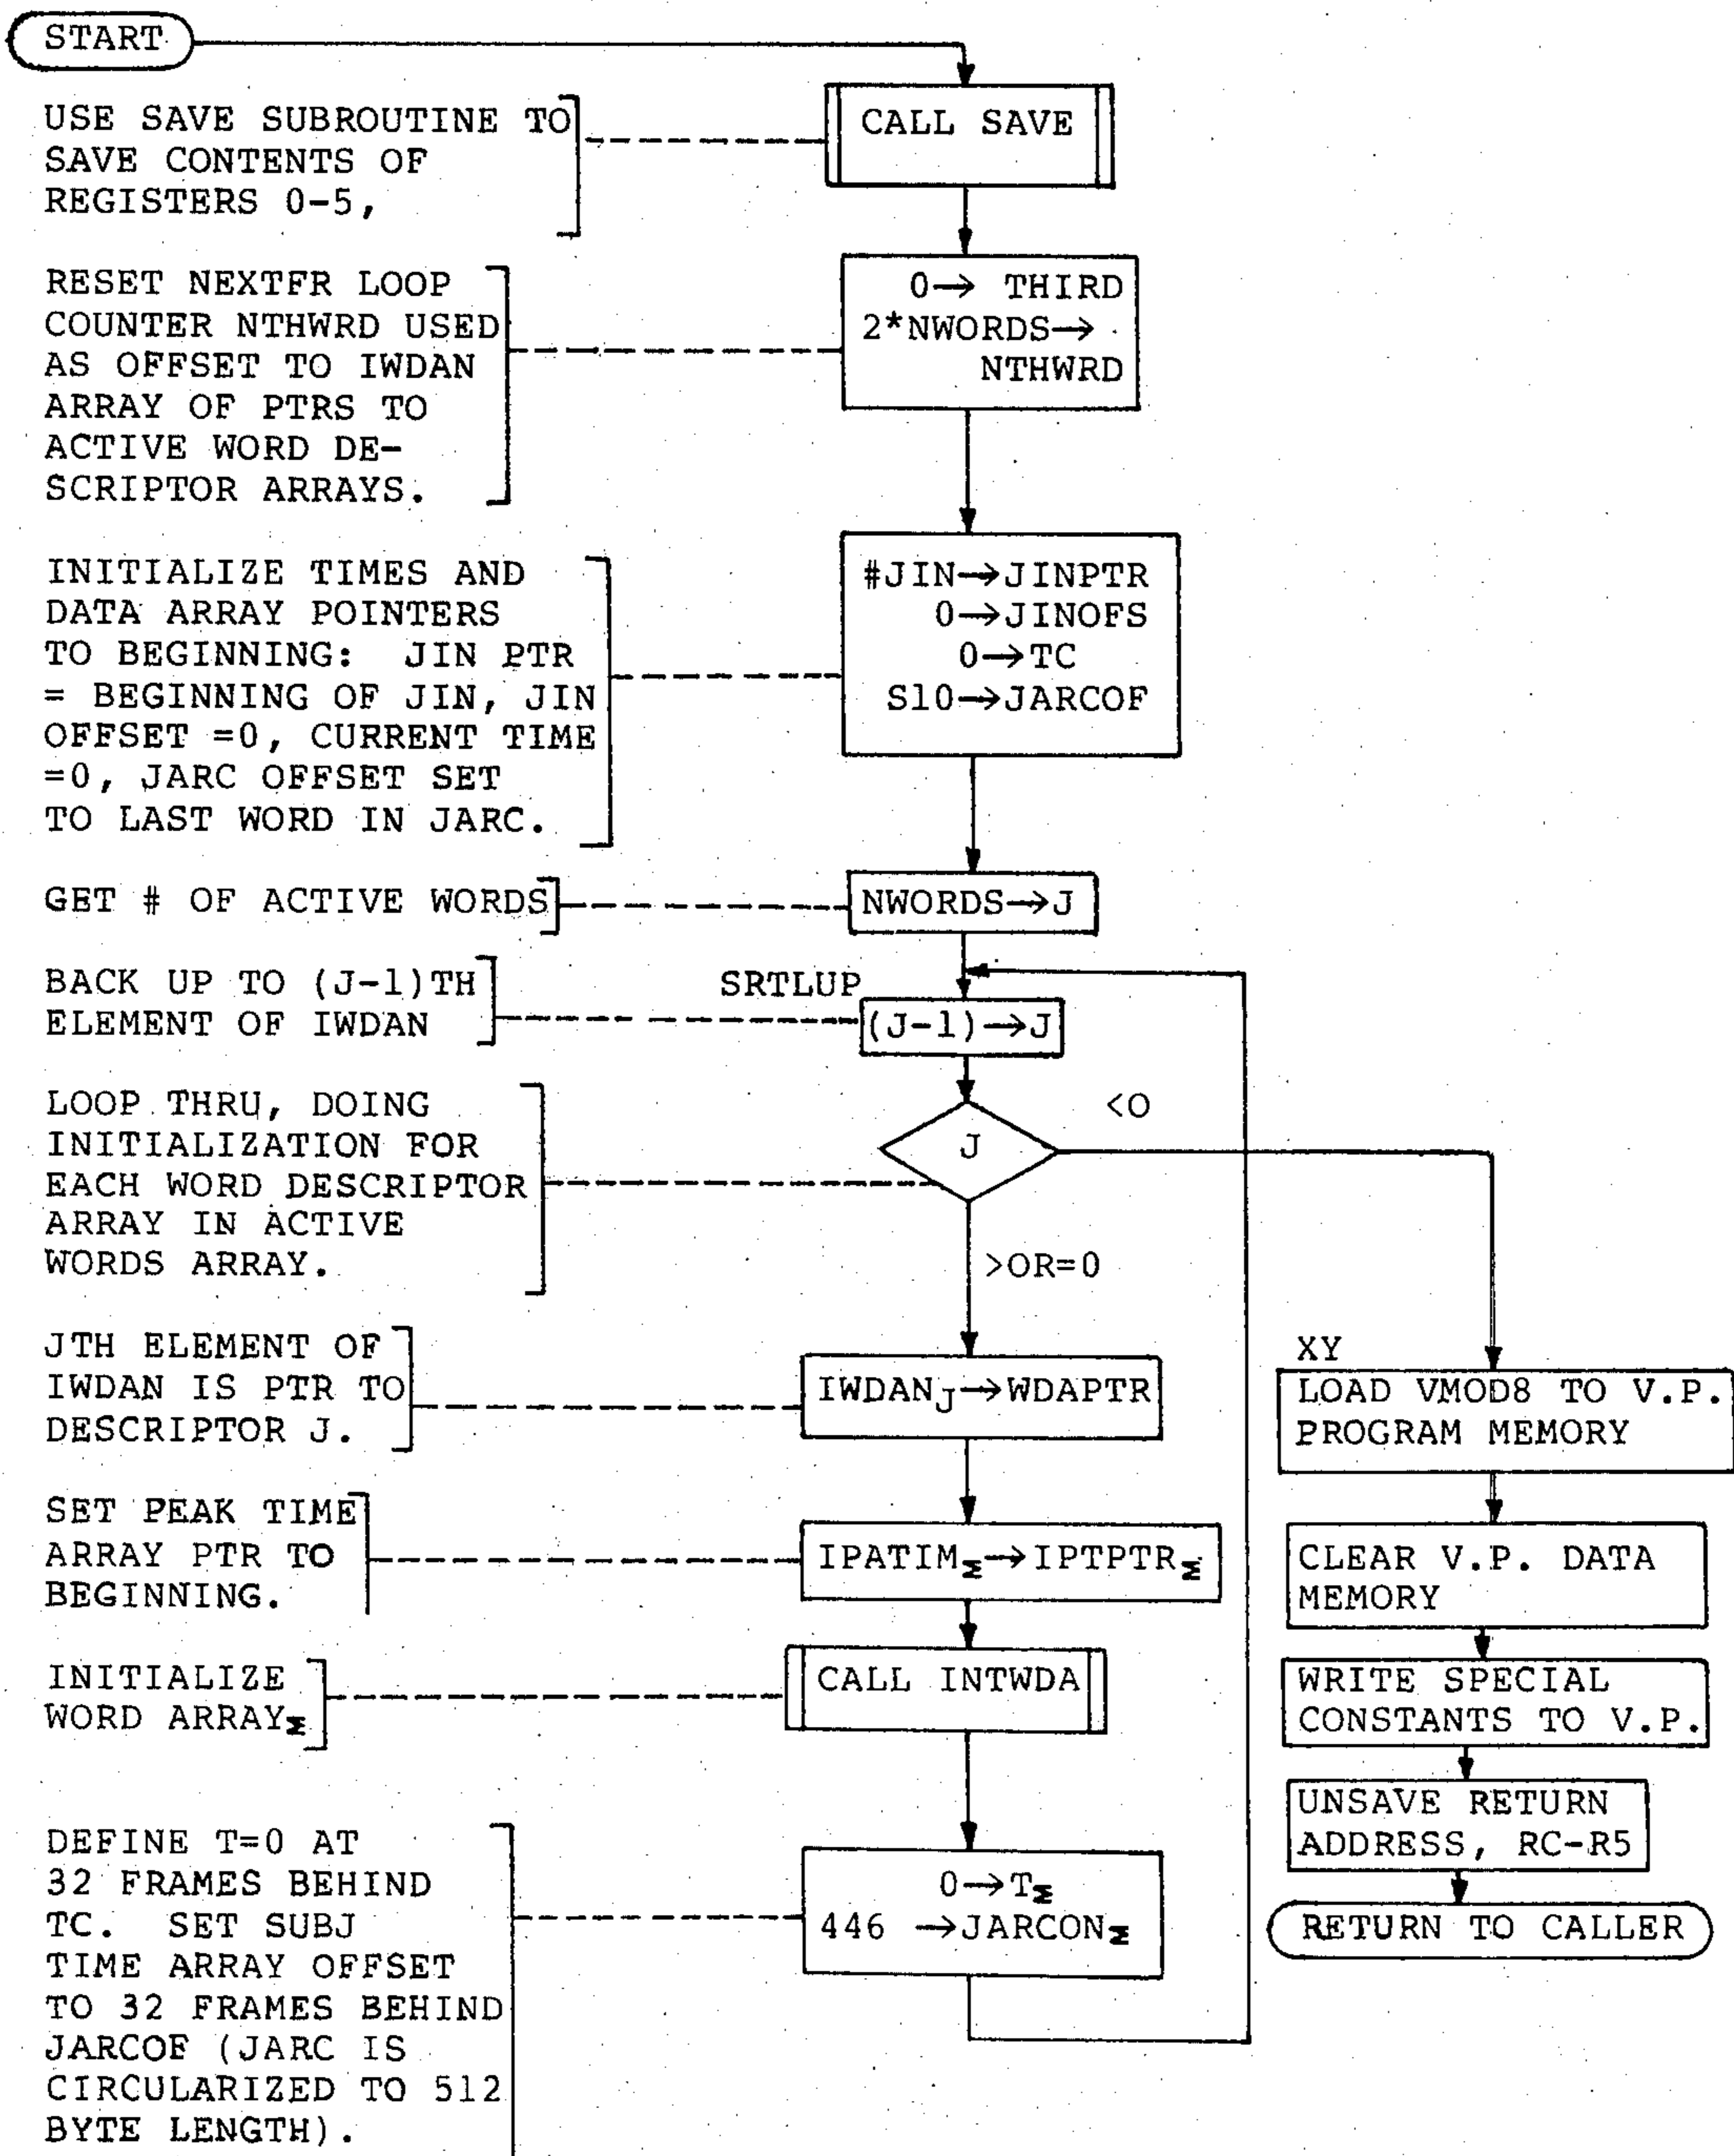 START
USE SAVE SUBROUTINE TO
SAVE CONTENTS OF
REGISTERS 0-5,
CALL SAVE
RESET NEXTFR LOOP
COUNTER NTHWRD USED
AS OFFSET TO IWDAN
ARRAY OF PTRS TO
ACTIVE WORD DE-
SCRIPTOR ARRAYS.
0→ THIRD
2*NWORDS→
NTHWRD
INITIALIZE TIMES AND
DATA ARRAY POINTERS
TO BEGINNING: JIN PTR
= BEGINNING OF JIN, JIN
OFFSET =0, CURRENT TIME
=0, JARC OFFSET SET
TO LAST WORD IN JARC.
#JIN→JINPTR
0→JINOFS
0→TC
S10→JARCOF
GET # OF ACTIVE WORDS
NWORDS→J
BACK UP TO (J-1)TH
ELEMENT OF IWDAN
SRTLUP
(J-1)→J
LOOP THRU, DOING
INITIALIZATION FOR
EACH WORD DESCRIPTOR
ARRAY IN ACTIVE
WORDS ARRAY.
J
<O
>OR=0
JTH ELEMENT OF
IWDAN IS PTR TO
DESCRIPTOR J.
IWDANJ→WDAPTR
SET PEAK TIME
ARRAY PTR TO
BEGINNING.
IPATIMM→IPTPTRM
INITIALIZE
WORD ARRAYM
CALL INTWDA
DEFINE T=0 AT
32 FRAMES BEHIND
TC. SET SUBJ
TIME ARRAY OFFSET
TO 32 FRAMES BEHIND
JARCOF (JARC IS
CIRCULARIZED TO 512
BYTE LENGTH).
0→TM
446 →JARCONM
XY
LOAD VMOD8 TO V.P.
PROGRAM MEMORY
CLEAR V.P. DATA
MEMORY
WRITE SPECIAL
CONSTANTS TO V.P.
UNSAVE RETURN
ADDRESS, RC-R5
RETURN TO CALLER